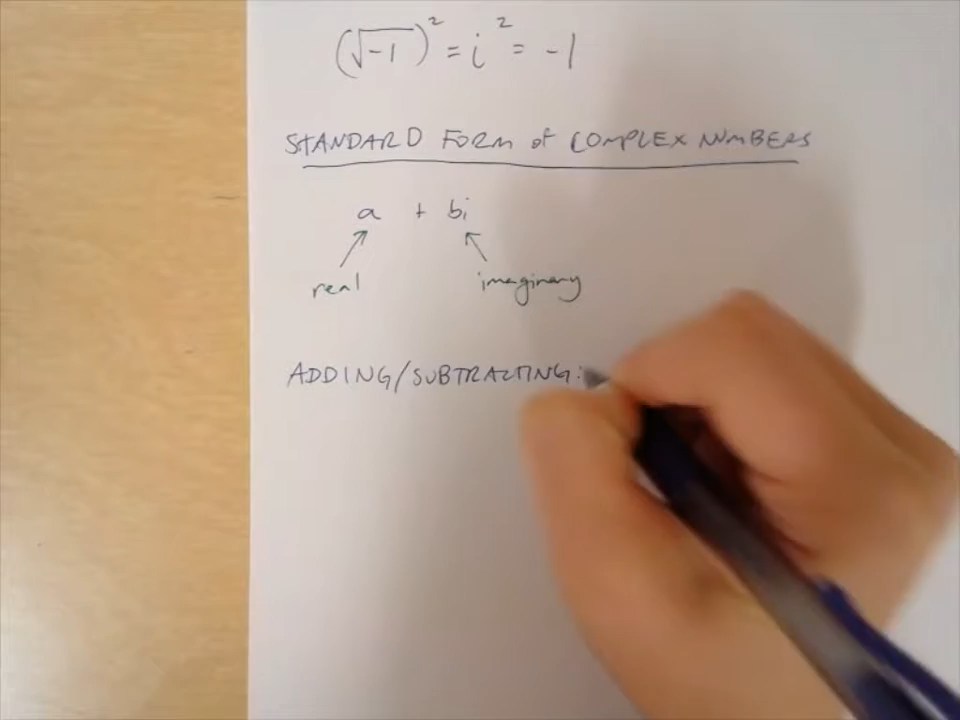 (√-1)² = i² = -1
STANDARD FORM of COMPLEX NUMBERS
a + bi
real imaginary
ADDING/SUBTRACTING: